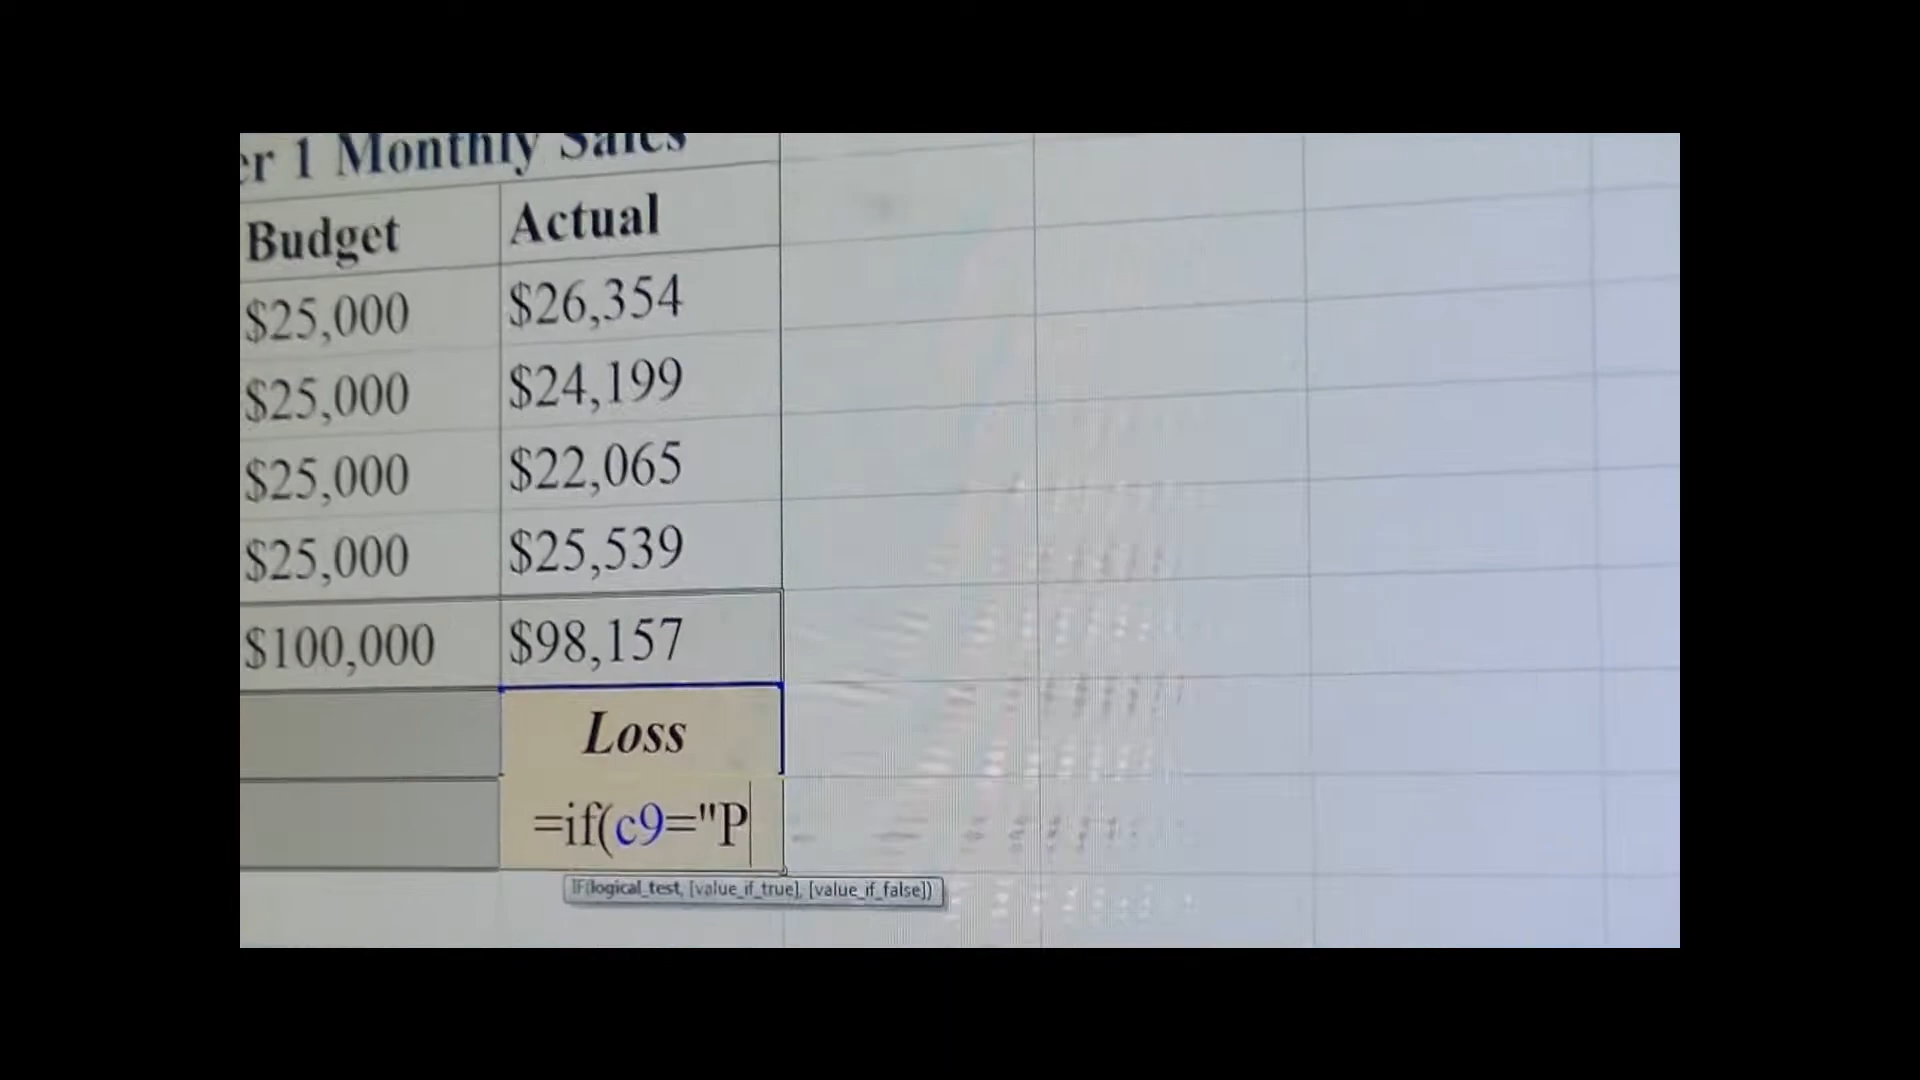 er 1 Monthly Sales
Budget Actual
$25,000 $26,354
$25,000 $24,199
$25,000 $22,065
$25,000 $25,539
$100,000 $98,157
Loss
=if(c9="P
IF(logical_test, [value_if_true], [value_if_false])